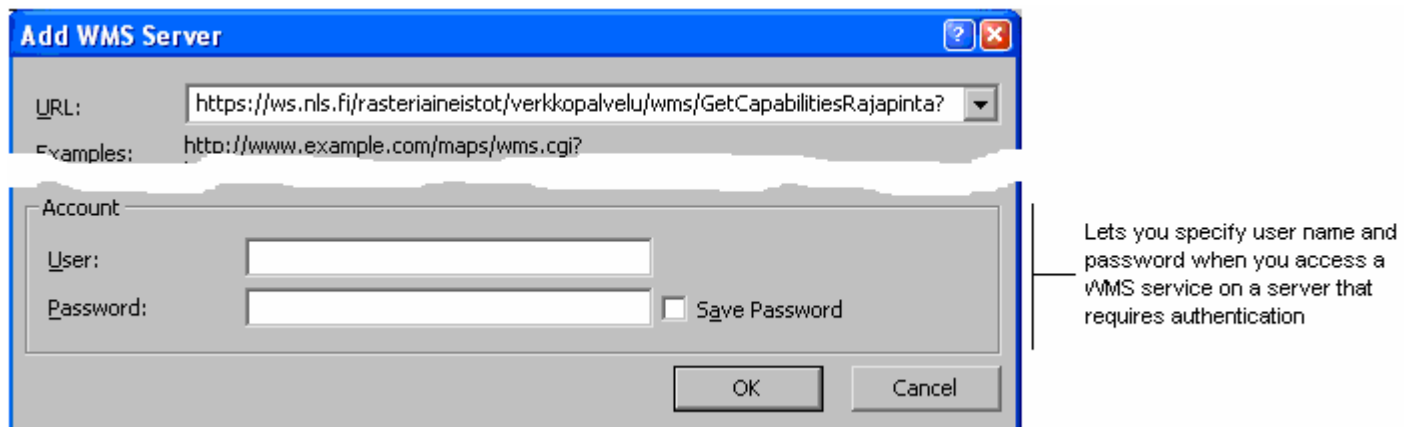 Add WMS Server
URL: https://ws.nls.fi/rasteriaineistot/verkkopalvelu/wms/GetCapabilitiesRajapinta?
Examples: http://www.example.com/maps/wms.cgi?
Account
User:
Password: Save Password
OK Cancel
Lets you specify user name and
password when you access a
WMS service on a server that
requires authentication